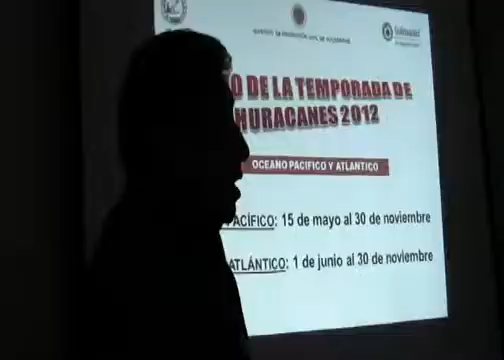 O DE LA TEMPORADA DE
HURACANES 2012
OCEANO PACIFICO Y ATLANTICO
PACÍFICO: 15 de mayo al 30 de noviembre
ATLÁNTICO: 1 de junio al 30 de noviembre